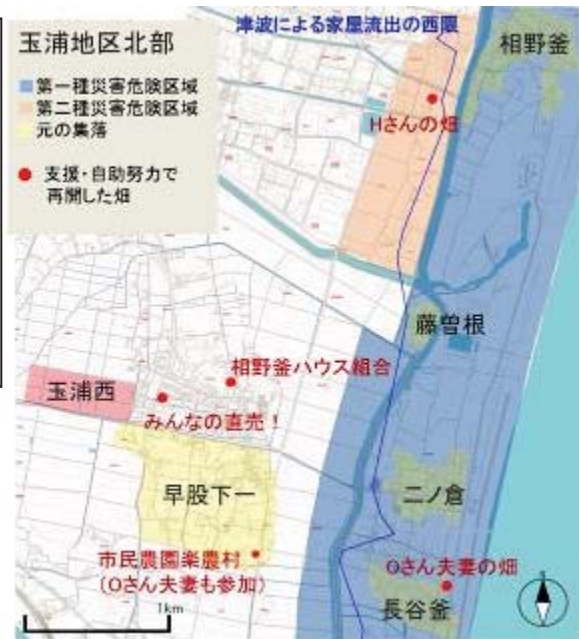 玉浦地区北部
第一種災害危険区域
第二種災害危険区域
元の集落
支援・自助努力で
再開した畑
津波による家屋流出の西限
相野釜
Hさんの畑
藤曽根
相野釜ハウス組合
玉浦西
みんなの直売!
早股下一
二ノ倉
市民農園楽農村
(Oさん夫妻も参加)
Oさん夫妻の畑
長谷釜
1km